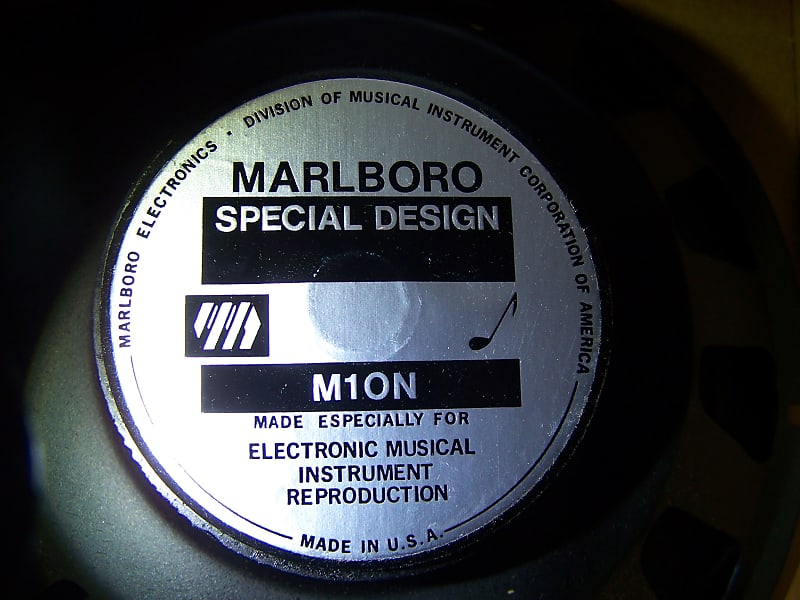 MARLBORO ELECTRONICS · DIVISION OF MUSICAL INSTRUMENT CORPORATION OF AMERICA
MARLBORO
SPECIAL DESIGN
M1ON
MADE ESPECIALLY FOR
ELECTRONIC MUSICAL
INSTRUMENT
REPRODUCTION
MADE IN U.S.A.